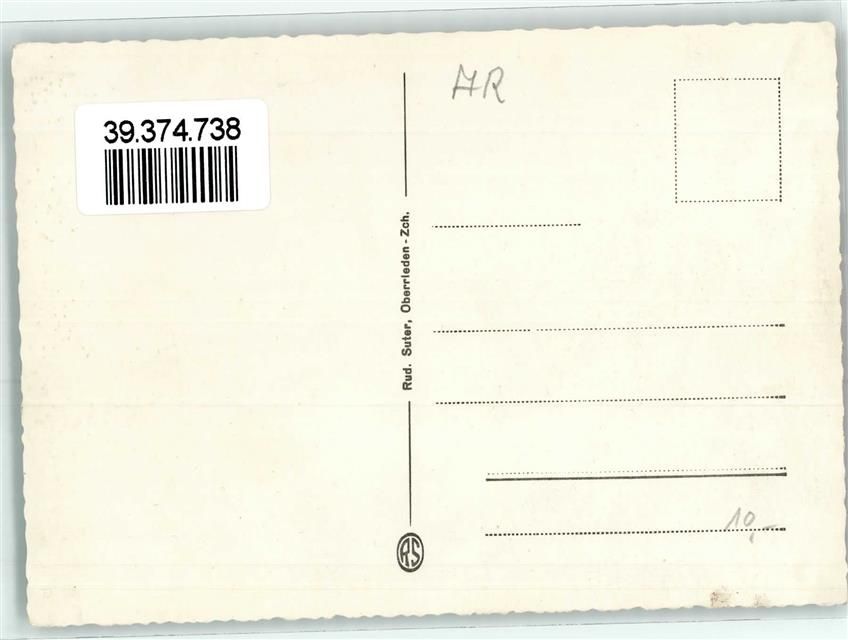 39.374.738
AR
Rud. Suter, Oberrieden-Zch.
RS
10,-